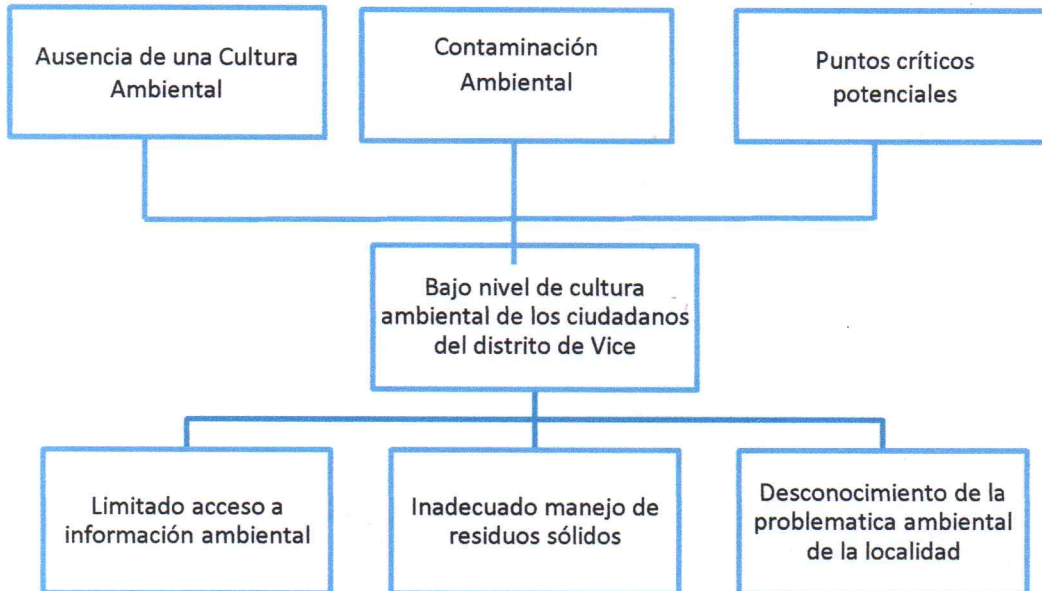 Ausencia de una Cultura
Ambiental
Contaminación
Ambiental
Puntos críticos
potenciales
Bajo nivel de cultura
ambiental de los ciudadanos
del distrito de Vice
Limitado acceso a
información ambiental
Inadecuado manejo de
residuos sólidos
Desconocimiento de la
problematica ambiental
de la localidad